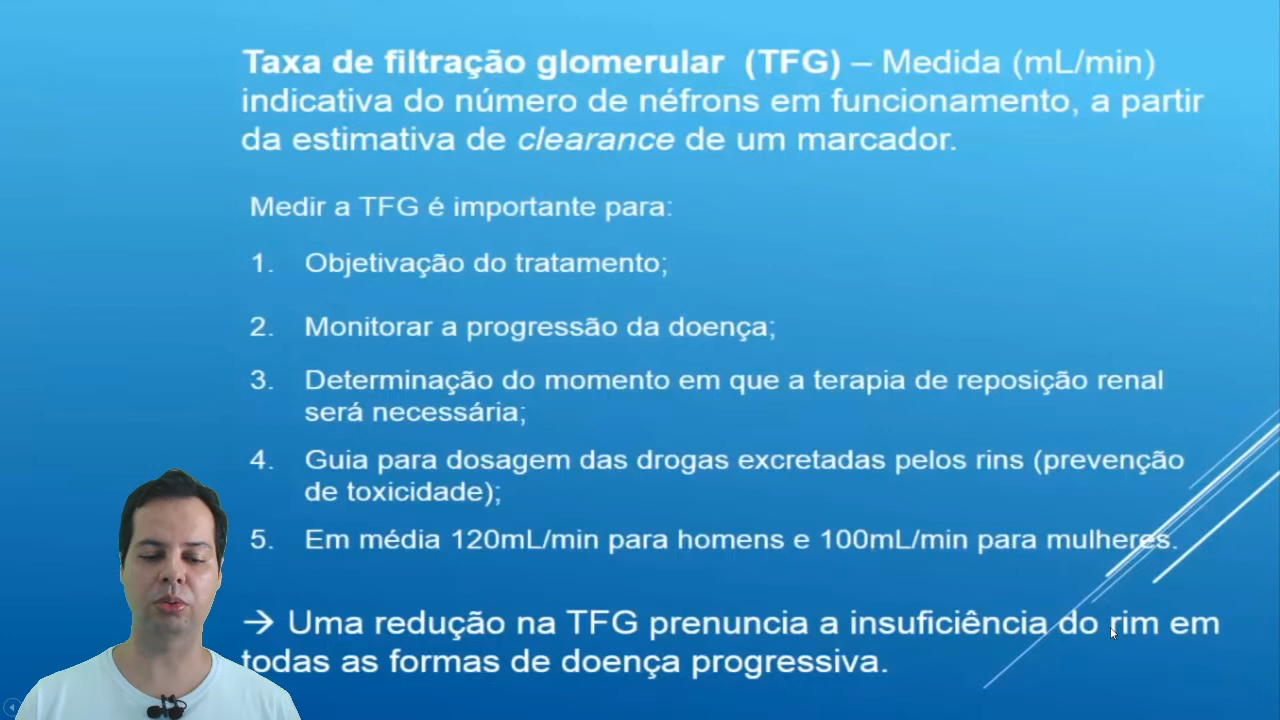 Taxa de filtração glomerular (TFG) – Medida (mL/min)
indicativa do número de néfrons em funcionamento, a partir
da estimativa de clearance de um marcador.
Medir a TFG é importante para:
1. Objetivação do tratamento;
2. Monitorar a progressão da doença;
3. Determinação do momento em que a terapia de reposição renal
será necessária;
4. Guia para dosagem das drogas excretadas pelos rins (prevenção
de toxicidade);
5. Em média 120mL/min para homens e 100mL/min para mulheres.
→ Uma redução na TFG prenuncia a insuficiência do rim em
todas as formas de doença progressiva.